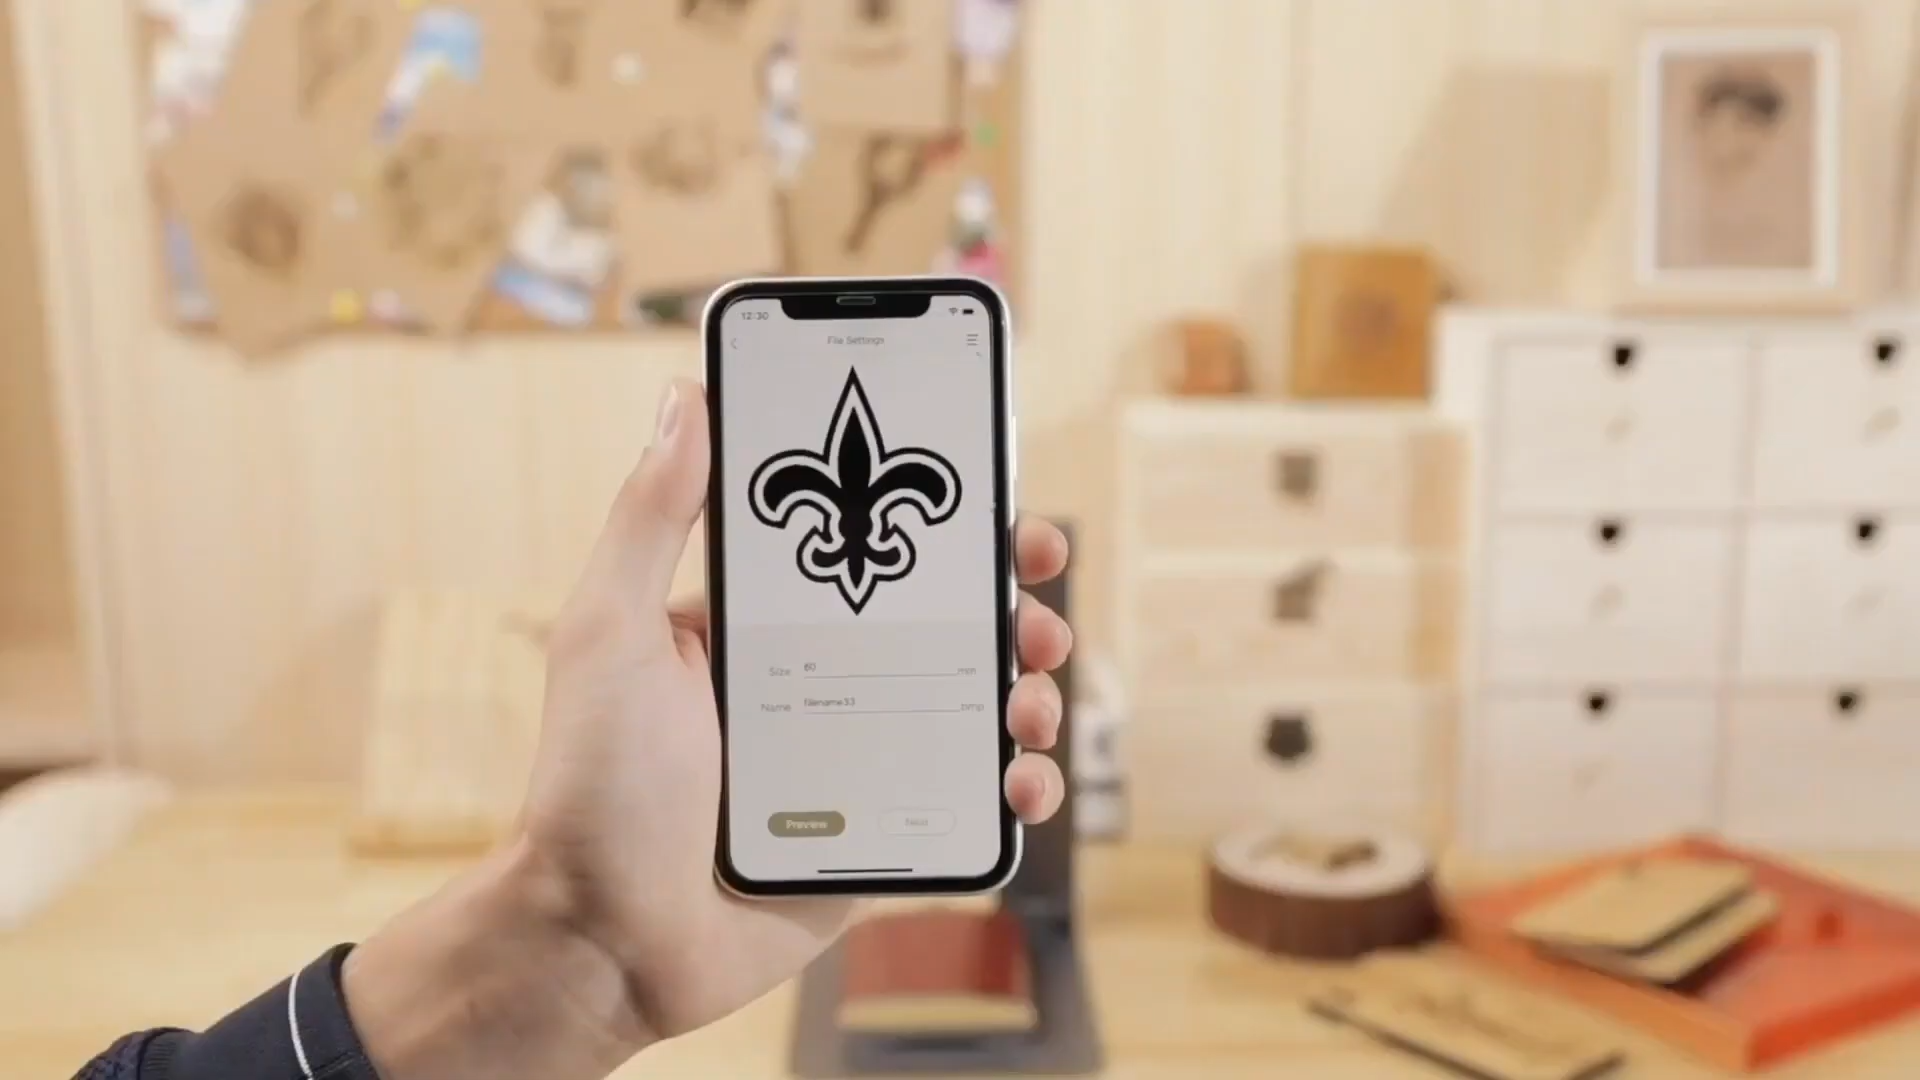 12:30
File Settings
Size 60 mm
Name filename33 bmp
Preview Next